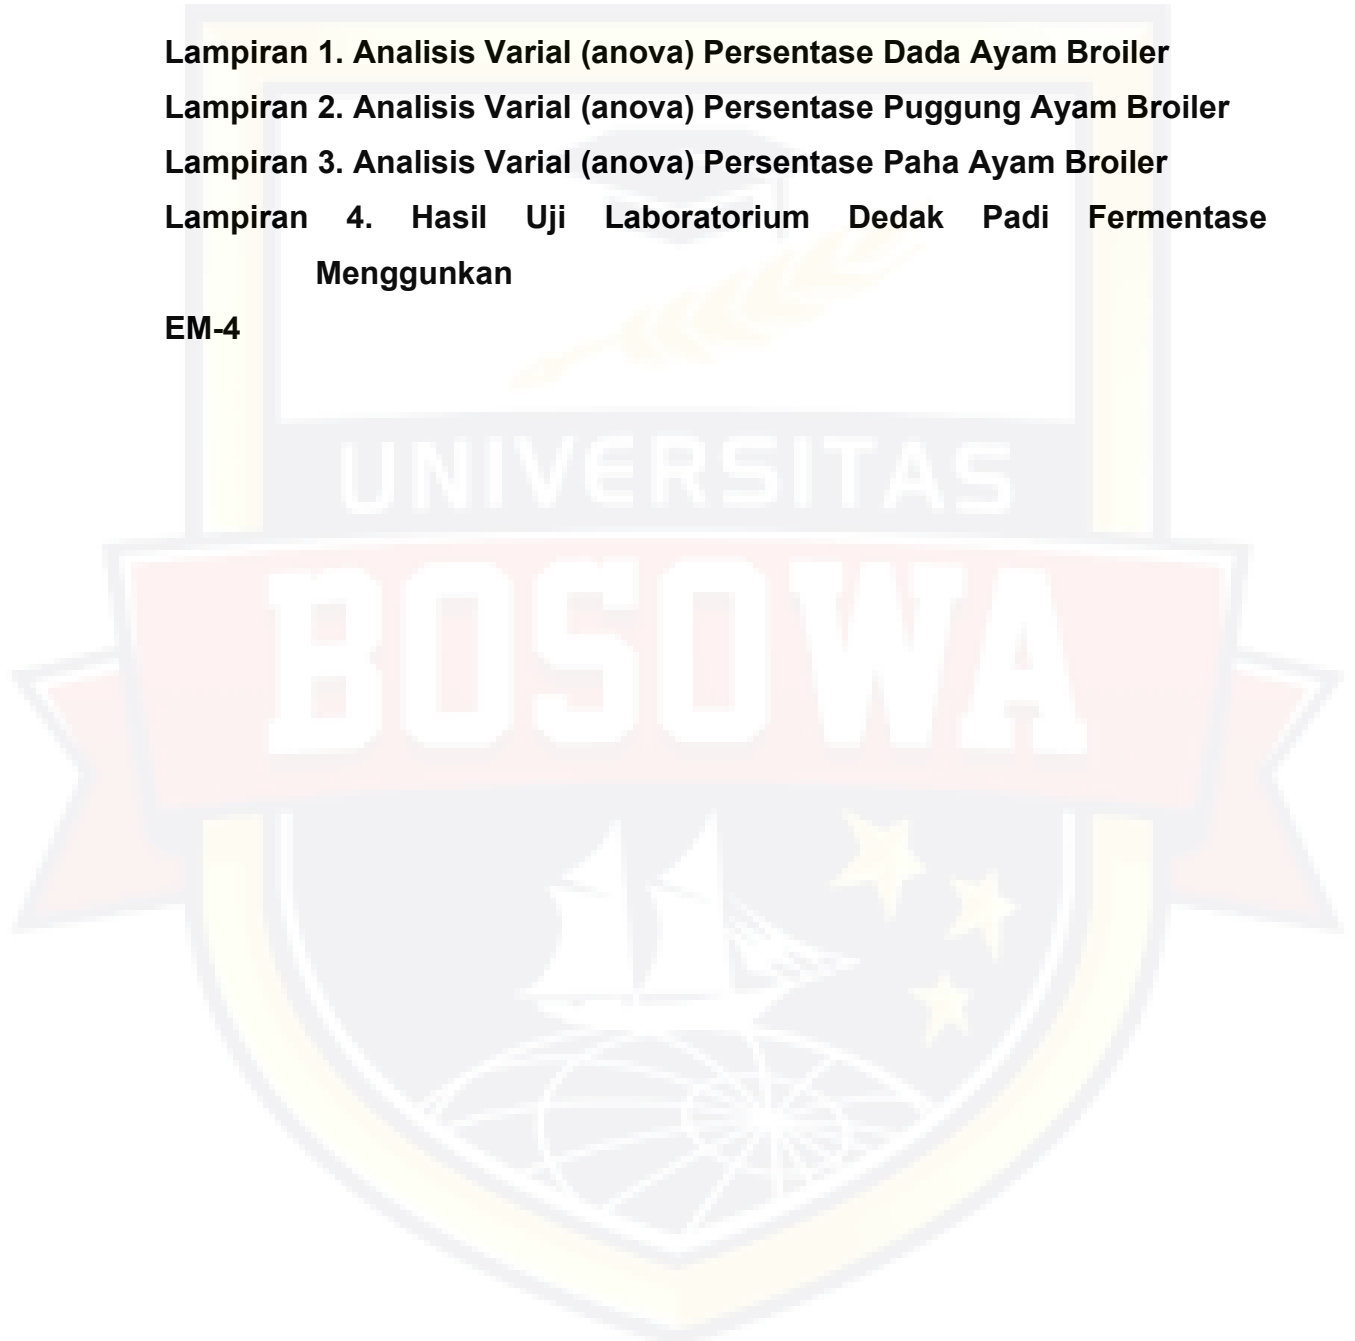 Lampiran 1. Analisis Varial (anova) Persentase Dada Ayam Broiler
Lampiran 2. Analisis Varial (anova) Persentase Puggung Ayam Broiler
Lampiran 3. Analisis Varial (anova) Persentase Paha Ayam Broiler
Lampiran 4. Hasil Uji Laboratorium Dedak Padi Fermentase
Menggunkan
EM-4
UNIVERSITAS
BOSOWA